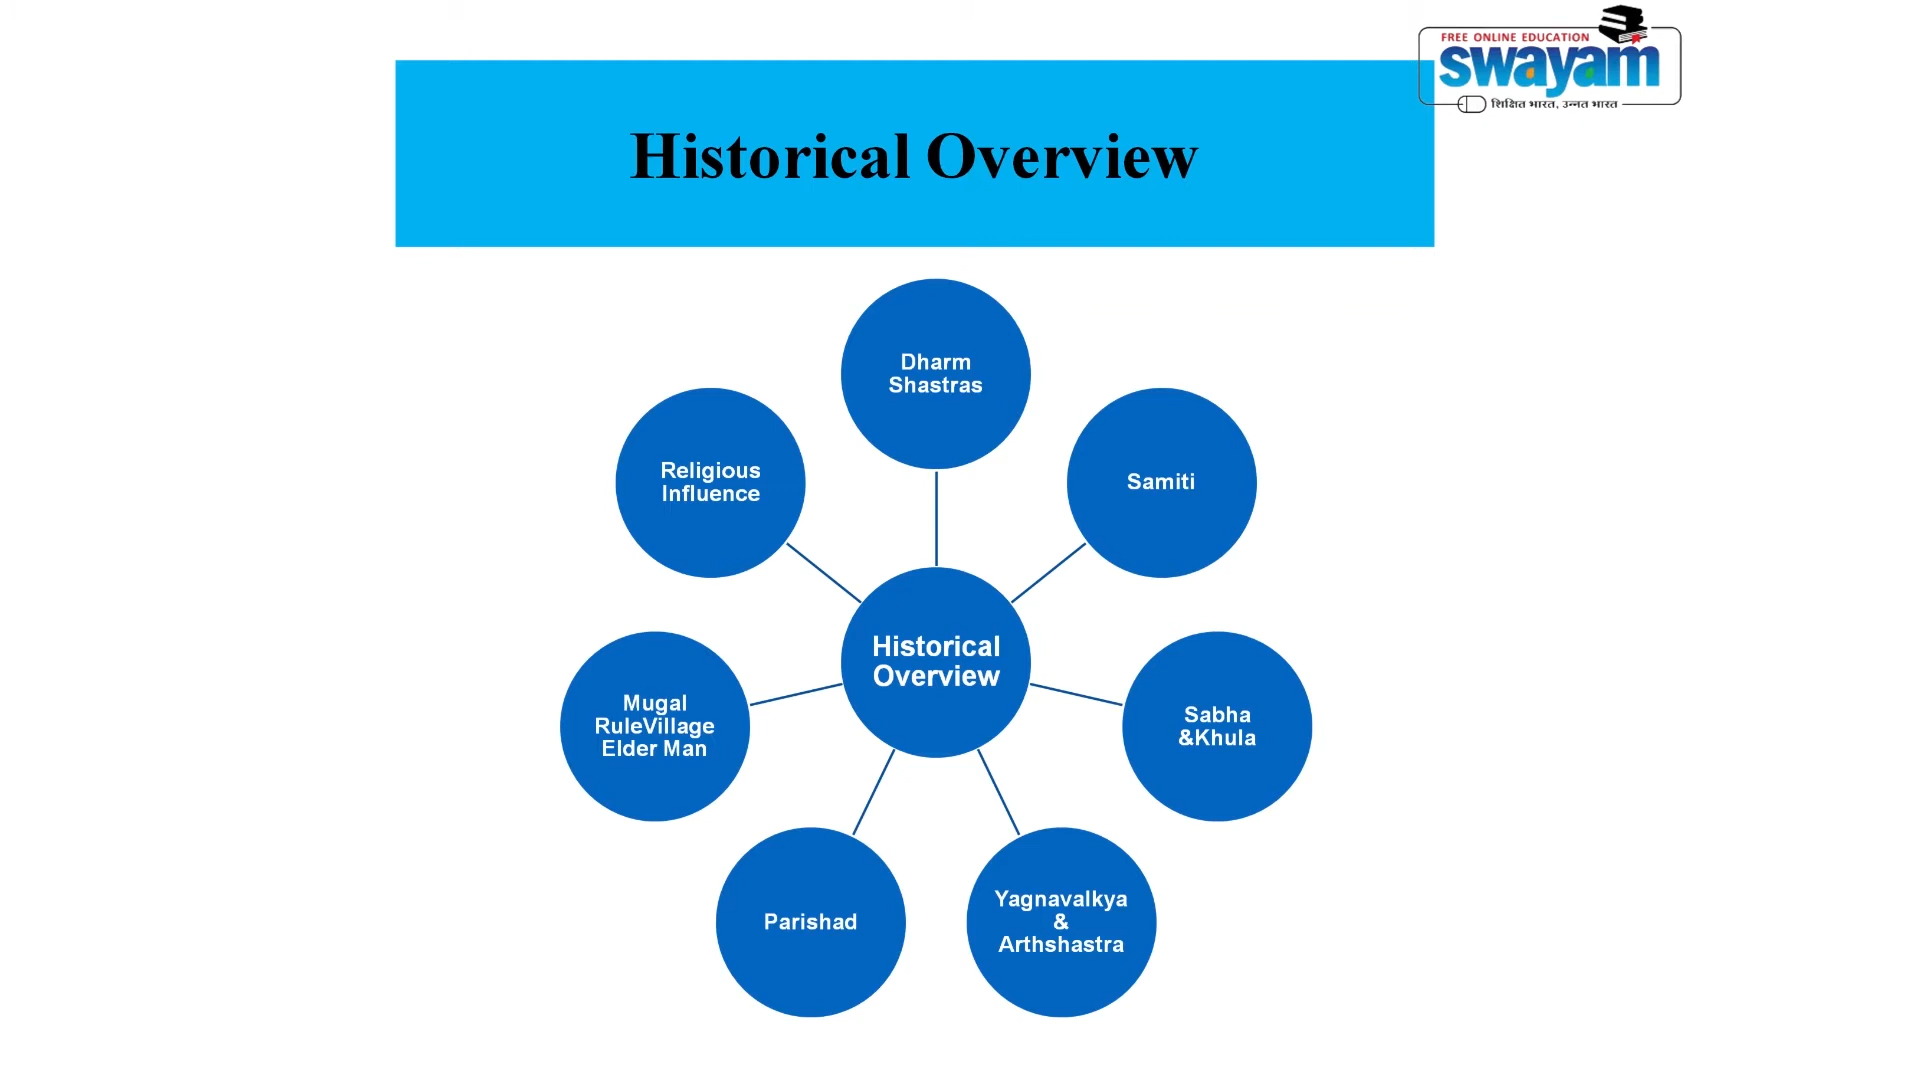 FREE ONLINE EDUCATION
swayam
शिक्षित भारत, उन्नत भारत
Historical Overview
Dharm
Shastras
Samiti
Sabha
&Khula
Yagnavalkya
&
Arthshastra
Parishad
Mugal
RuleVillage
Elder Man
Religious
Influence
Historical
Overview